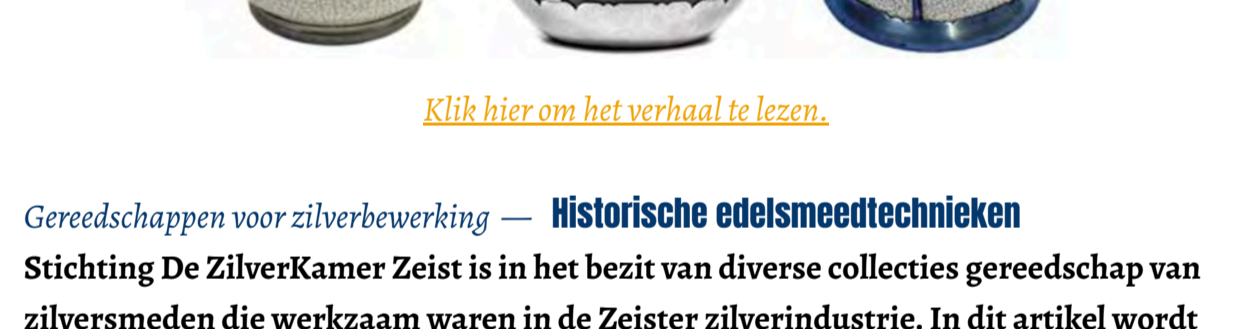 Klik hier om het verhaal te lezen.
Gereedschappen voor zilverbewerking — Historische edelsmeedtechnieken
Stichting De ZilverKamer Zeist is in het bezit van diverse collecties gereedschap van
zilversmeden die werkzaam waren in de Zeister zilverindustrie. In dit artikel wordt